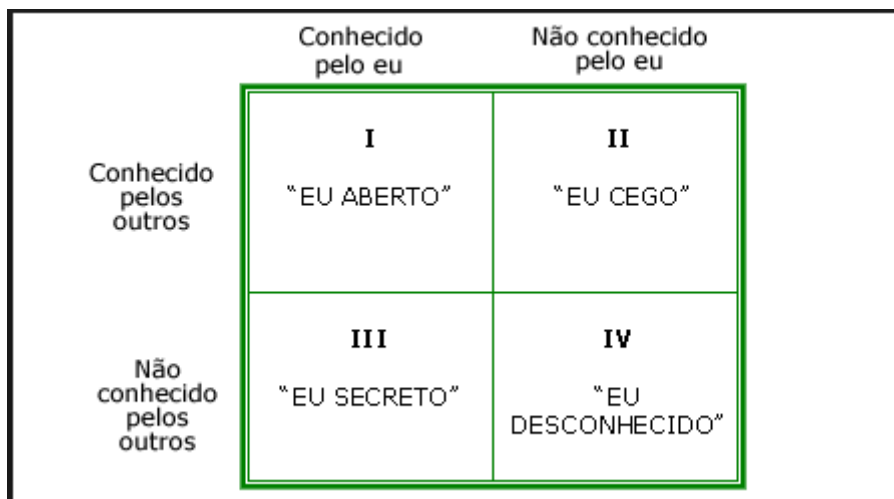 Conhecido
pelo eu
Não conhecido
pelo eu
Conhecido
pelos
outros
I
"EU ABERTO"
II
"EU CEGO"
Não
conhecido
pelos
outros
III
"EU SECRETO"
IV
"EU
DESCONHECIDO"